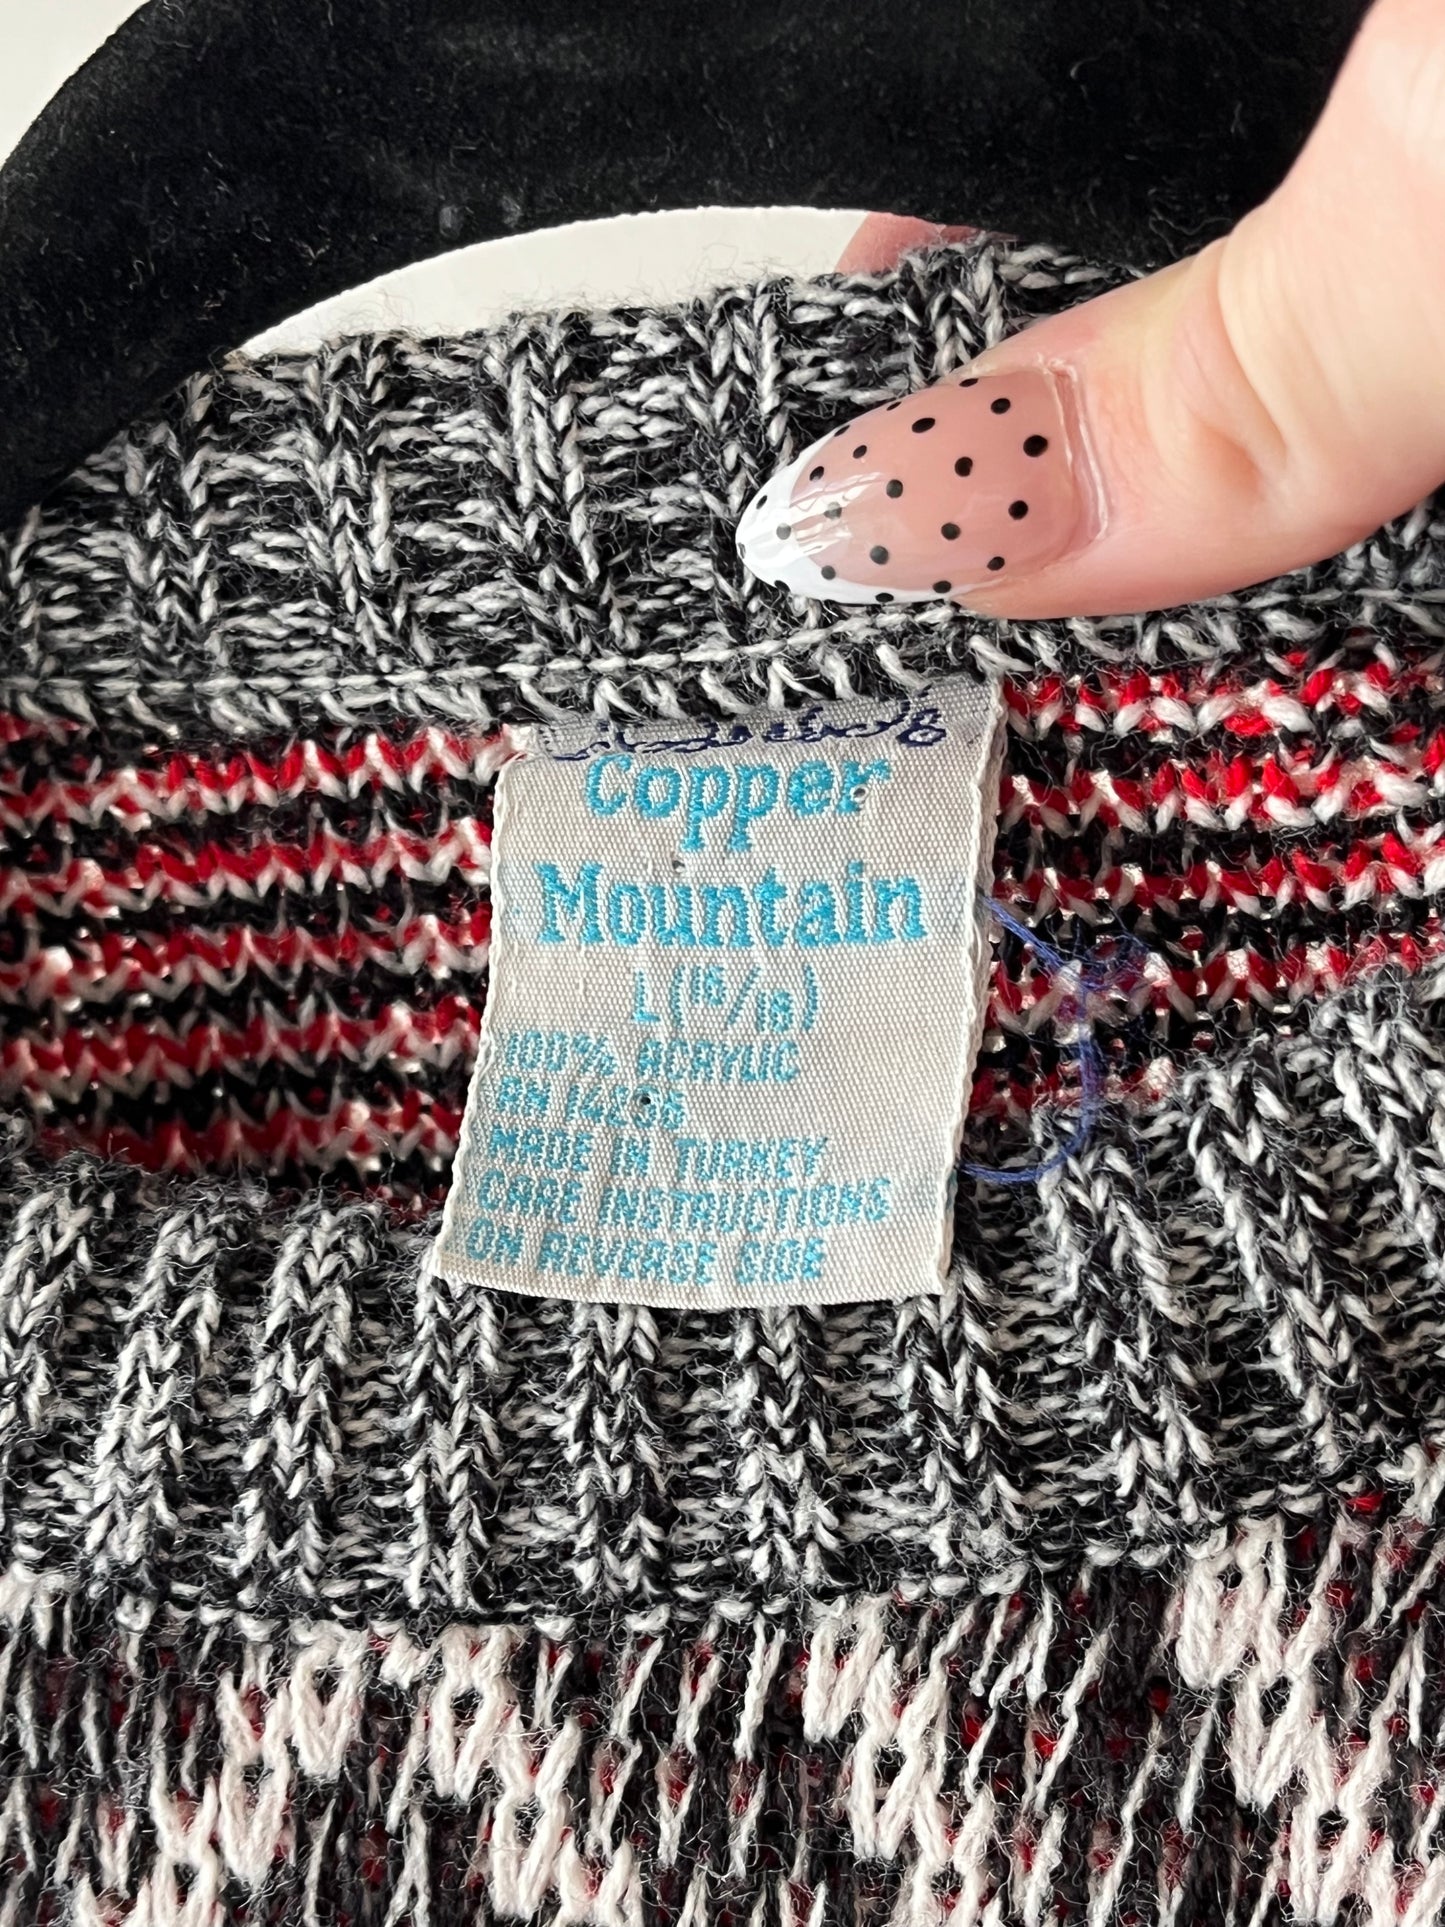 Copper
Mountain
L (16/18)
100% ACRYLIC
RN 14236
MADE IN TURKEY
CARE INSTRUCTIONS
ON REVERSE SIDE